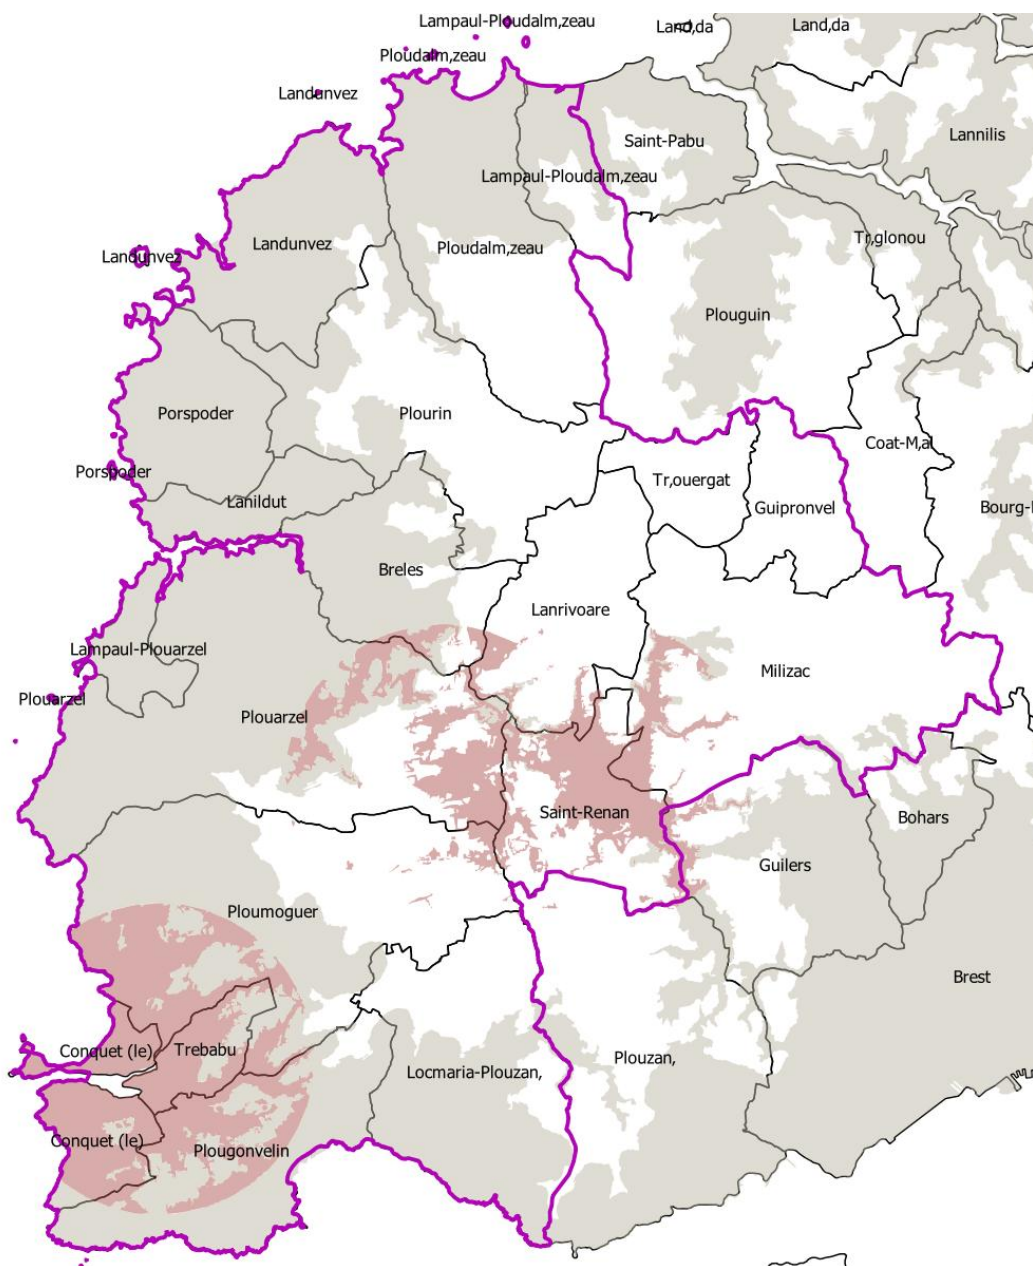 Lampaul-Ploudalm,zeau
Land,da
Land,da
Ploudalm,zeau
Landunvez
Saint-Pabu
Lannilis
Lampaul-Ploudalm,zeau
Landunvez
Ploudalm,zeau
Tr,glonou
Landunvez
Plouguin
Porspoder
Plourin
Coat-M,al
Porspoder
Tr,ouergat
Lanildut
Guipronvel
Bourg-
Breles
Lanrivoare
Lampaul-Plouarzel
Milizac
Plouarzel
Plouarzel
Saint-Renan
Bohars
Guilers
Ploumoguer
Brest
Conquet (le)
Trebabu
Plouzan,
Locmaria-Plouzan,
Conquet (le)
Plougonvelin